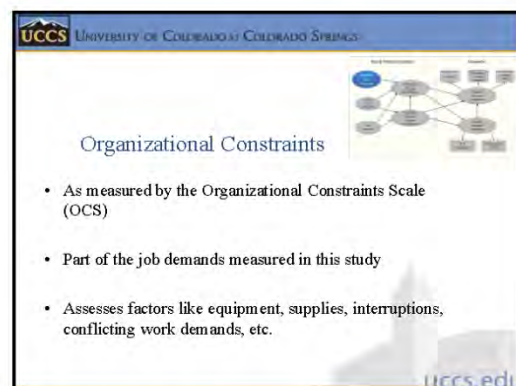 UCCS UNIVERSITY OF COLORADO AT COLORADO SPRINGS
Organizational Constraints
• As measured by the Organizational Constraints Scale
(OCS)
• Part of the job demands measured in this study
• Assesses factors like equipment, supplies, interruptions,
conflicting work demands, etc.
uccs.edu